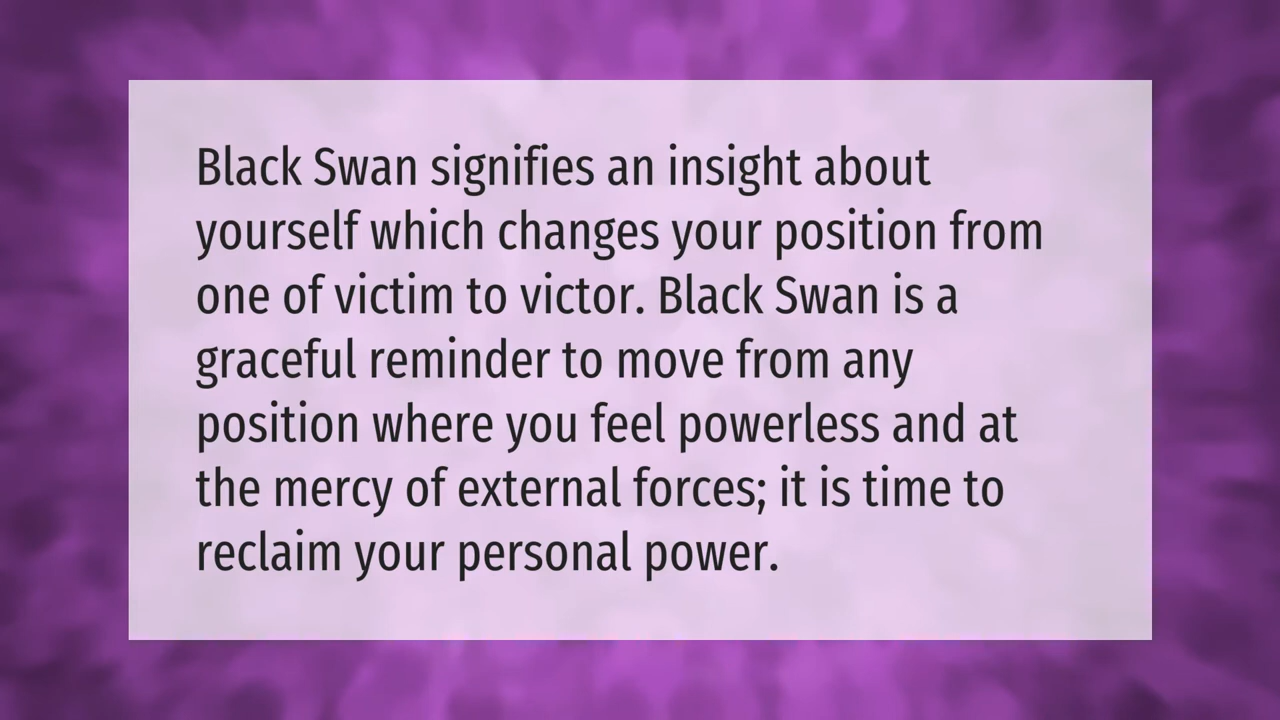 Black Swan signifies an insight about
yourself which changes your position from
one of victim to victor. Black Swan is a
graceful reminder to move from any
position where you feel powerless and at
the mercy of external forces; it is time to
reclaim your personal power.